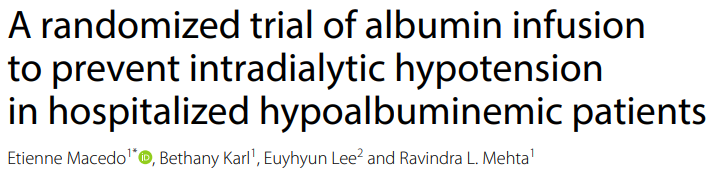 A randomized trial of albumin infusion
to prevent intradialytic hypotension
in hospitalized hypoalbuminemic patients
Etienne Macedo1* iD, Bethany Karl1, Euyhyun Lee2 and Ravindra L. Mehta1